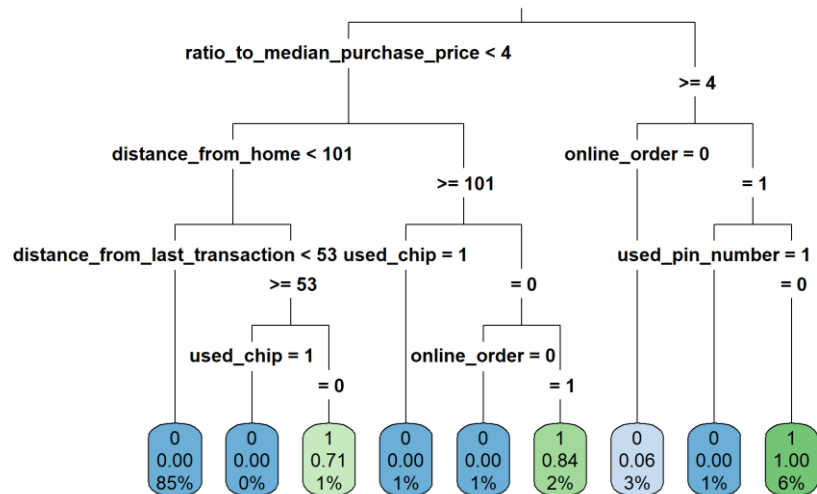 ratio_to_median_purchase_price < 4
>= 4
distance_from_home < 101
online_order = 0
>= 101
= 1
distance_from_last_transaction < 53 used_chip = 1 used_pin_number = 1
>= 53
= 0
= 0
used_chip = 1
online_order = 0
= 0
= 1
0 0 1 0 0 1 0 0 1
0.00 0.00 0.71 0.00 0.00 0.84 0.06 0.00 1.00
85% 0% 1% 1% 1% 2% 3% 1% 6%